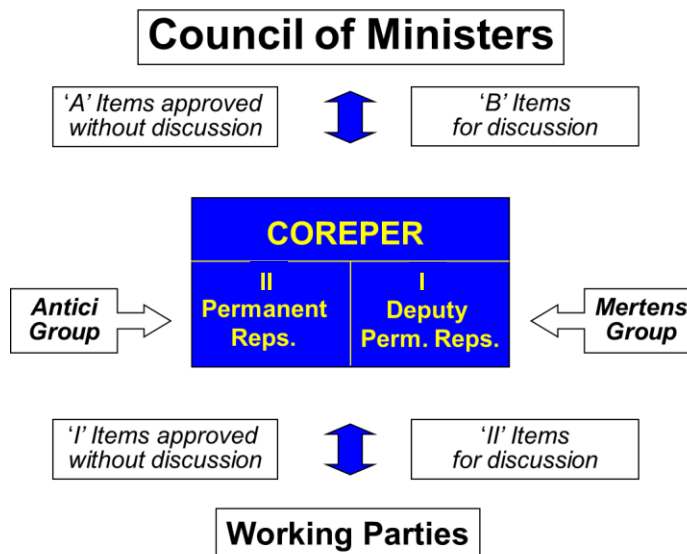 Council of Ministers
‘A’ Items approved
without discussion
‘B’ Items
for discussion
COREPER
II
Permanent
Reps.
I
Deputy
Perm. Reps.
Antici
Group
Mertens
Group
‘I’ Items approved
without discussion
‘II’ Items
for discussion
Working Parties